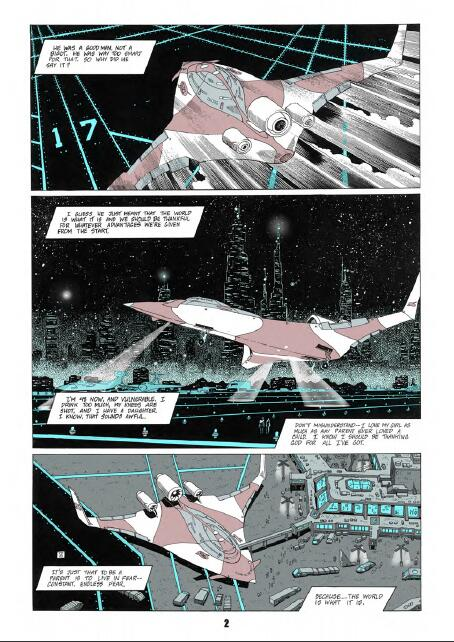 HE WAS A GOOD MAN, NOT A
BIGOT. HE WAS WAY TOO SMART
FOR THAT. SO WHY DID HE
SAY IT?
17
I GUESS, HE JUST MEANT THAT THE WORLD
IS WHAT IT IS AND WE SHOULD BE THANKFUL
FOR WHATEVER ADVANTAGES WE'RE GIVEN
FROM THE START.
I'M 48 NOW, AND VULNERABLE. I
DRINK TOO MUCH, MY KNEES ARE
SHOT, AND I HAVE A DAUGHTER.
I KNOW, THAT SOUNDS AWFUL.
DON'T MISUNDERSTAND--I LOVE MY GIRL AS
MUCH AS ANY PARENT EVER LOVED A
CHILD. I KNOW I SHOULD BE THANKING
GOD FOR ALL I'VE GOT.
IT'S JUST THAT TO BE A
PARENT IS TO LIVE IN FEAR--
CONSTANT, ENDLESS FEAR.
BECAUSE...THE WORLD
IS WHAT IT IS.
2